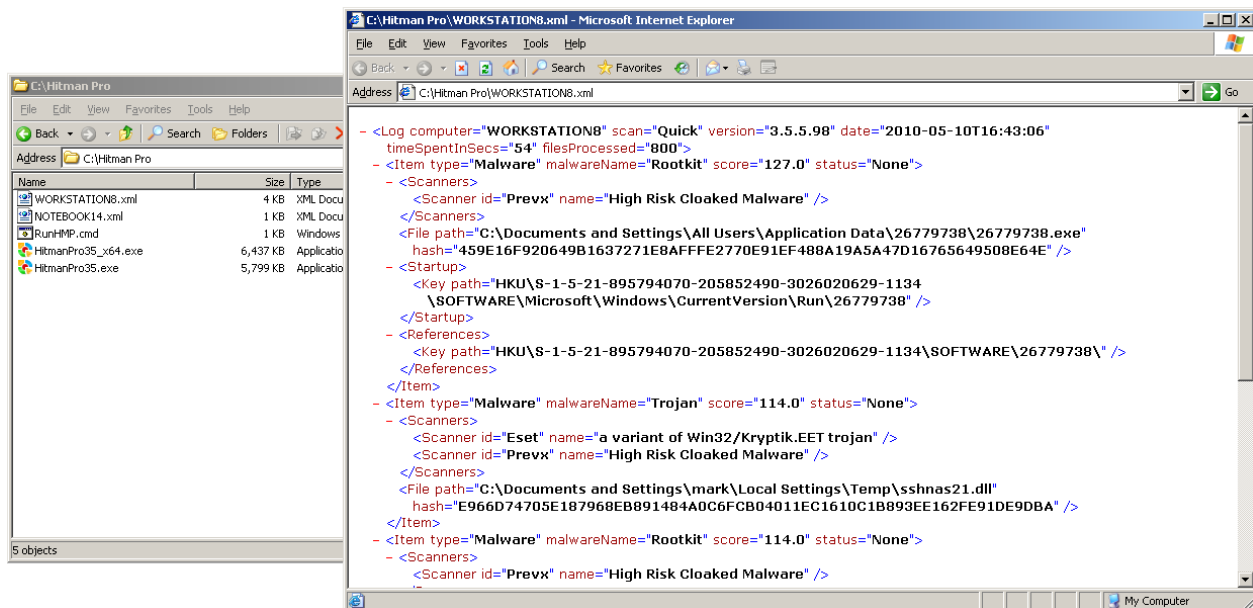 C:\Hitman Pro
File Edit View Favorites Tools Help
Back Search Folders
Address C:\Hitman Pro
Name Size Type
WORKSTATION8.xml 4 KB XML Docu
NOTEBOOK14.xml 1 KB XML Docu
RunHMP.cmd 1 KB Windows
HitmanPro35_x64.exe 6,437 KB Applicatio
HitmanPro35.exe 5,799 KB Applicatio
5 objects
C:\Hitman Pro\WORKSTATION8.xml - Microsoft Internet Explorer
File Edit View Favorites Tools Help
Back Search Favorites
Address C:\Hitman Pro\WORKSTATION8.xml Go
- <Log computer="WORKSTATION8" scan="Quick" version="3.5.5.98" date="2010-05-10T16:43:06"
timeSpentInSecs="54" filesProcessed="800">
- <Item type="Malware" malwareName="Rootkit" score="127.0" status="None">
- <Scanners>
<Scanner id="Prevx" name="High Risk Cloaked Malware" />
</Scanners>
<File path="C:\Documents and Settings\All Users\Application Data\26779738\26779738.exe"
hash="459E16F920649B1637271E8AFFFE2770E91EF488A19A5A47D16765649508E64E" />
- <Startup>
<Key path="HKU\S-1-5-21-895794070-205852490-3026020629-1134
\SOFTWARE\Microsoft\Windows\CurrentVersion\Run\26779738" />
</Startup>
- <References>
<Key path="HKU\S-1-5-21-895794070-205852490-3026020629-1134\SOFTWARE\26779738\" />
</References>
</Item>
- <Item type="Malware" malwareName="Trojan" score="114.0" status="None">
- <Scanners>
<Scanner id="Eset" name="a variant of Win32/Kryptik.EET trojan" />
<Scanner id="Prevx" name="High Risk Cloaked Malware" />
</Scanners>
<File path="C:\Documents and Settings\mark\Local Settings\Temp\sshnas21.dll"
hash="E966D74705E187968EB891484A0C6FCB04011EC1610C1B893EE162FE91DE9DBA" />
</Item>
- <Item type="Malware" malwareName="Rootkit" score="114.0" status="None">
- <Scanners>
<Scanner id="Prevx" name="High Risk Cloaked Malware" />
My Computer